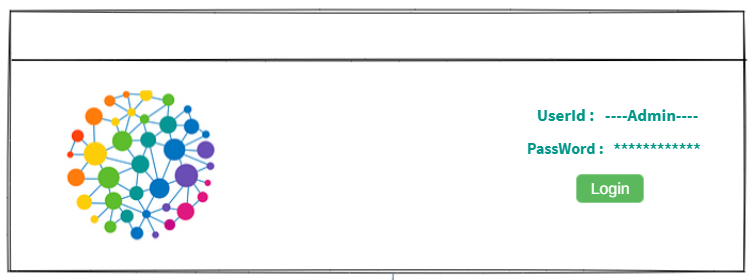 UserId : ----Admin----
PassWord : ************
Login